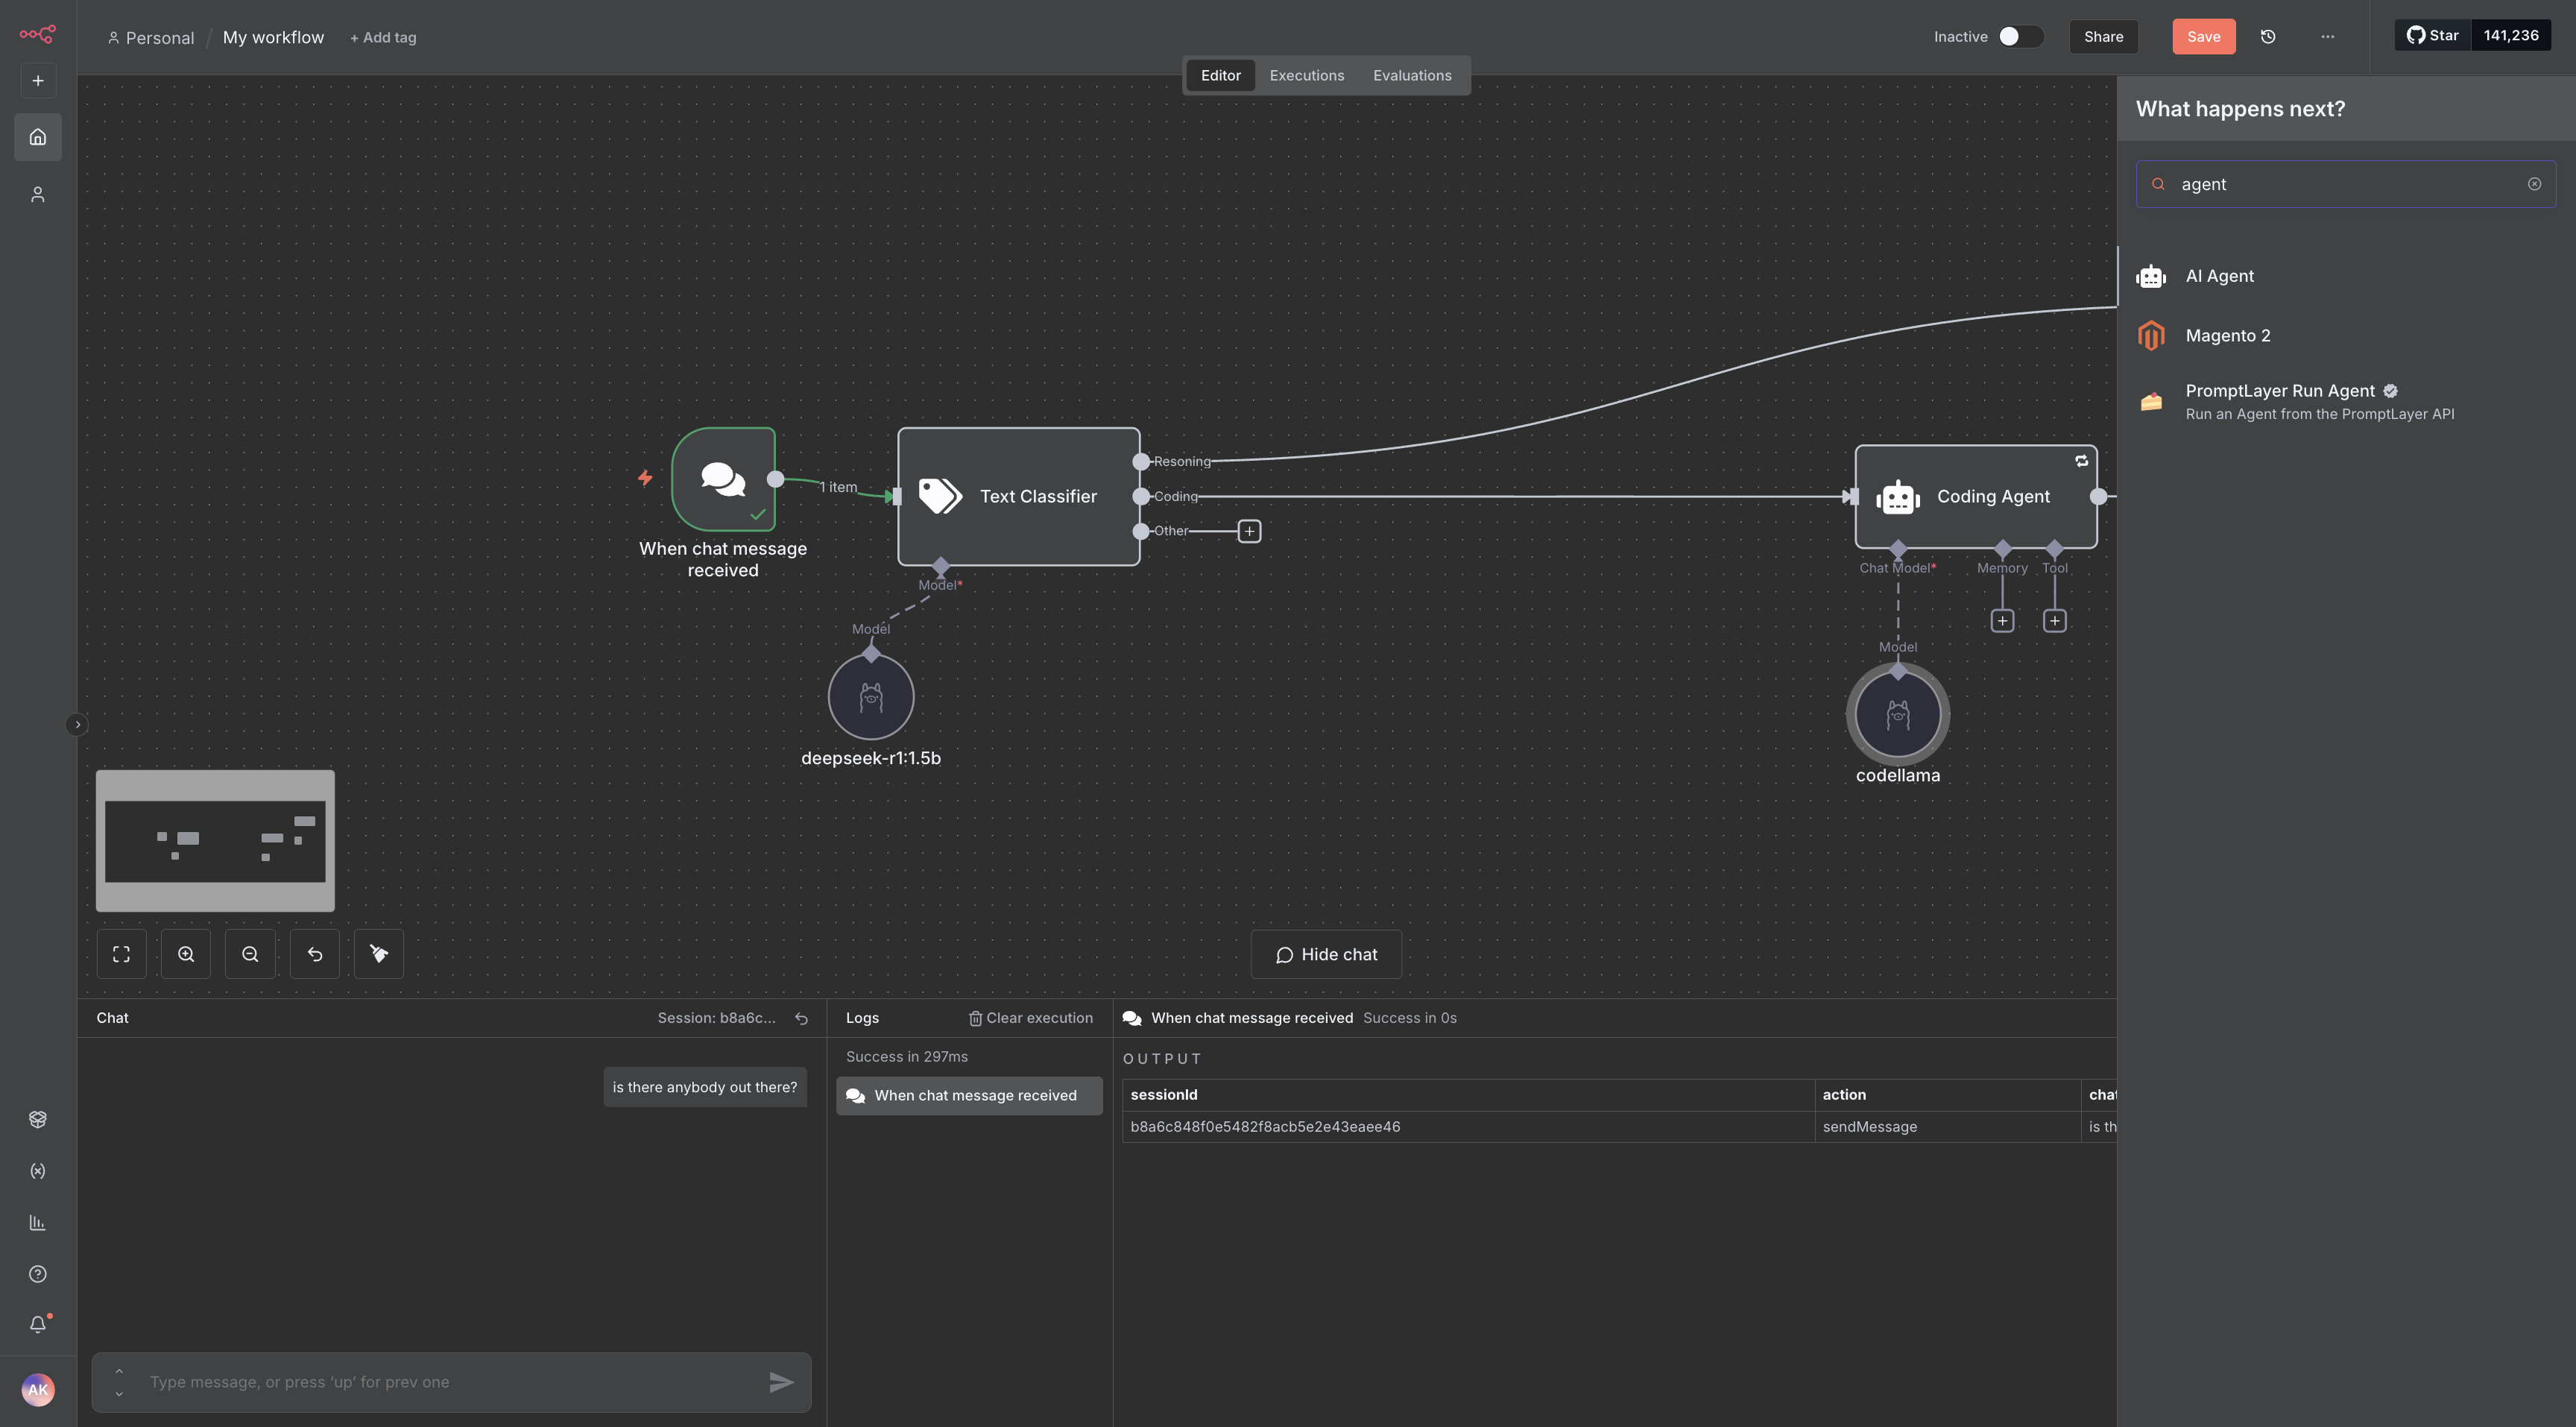 Personal / My workflow + Add tag
Inactive Share Save ... Star 141,236
Editor Executions Evaluations
What happens next?
agent
AI Agent
Magento 2
PromptLayer Run Agent
Run an Agent from the PromptLayer API
1 item
Text Classifier
Resoning
Coding
Other
Coding Agent
When chat message
received
Model*
Model
deepseek-r1:1.5b
Chat Model* Memory Tool
Model
codellama
Hide chat
Chat Session: b8a6c...
is there anybody out there?
Type message, or press ‘up’ for prev one
Logs Clear execution
Success in 297ms
When chat message received
When chat message received Success in 0s
OUTPUT
sessionId action chat
b8a6c848f0e5482f8acb5e2e43eaee46 sendMessage is th
AK